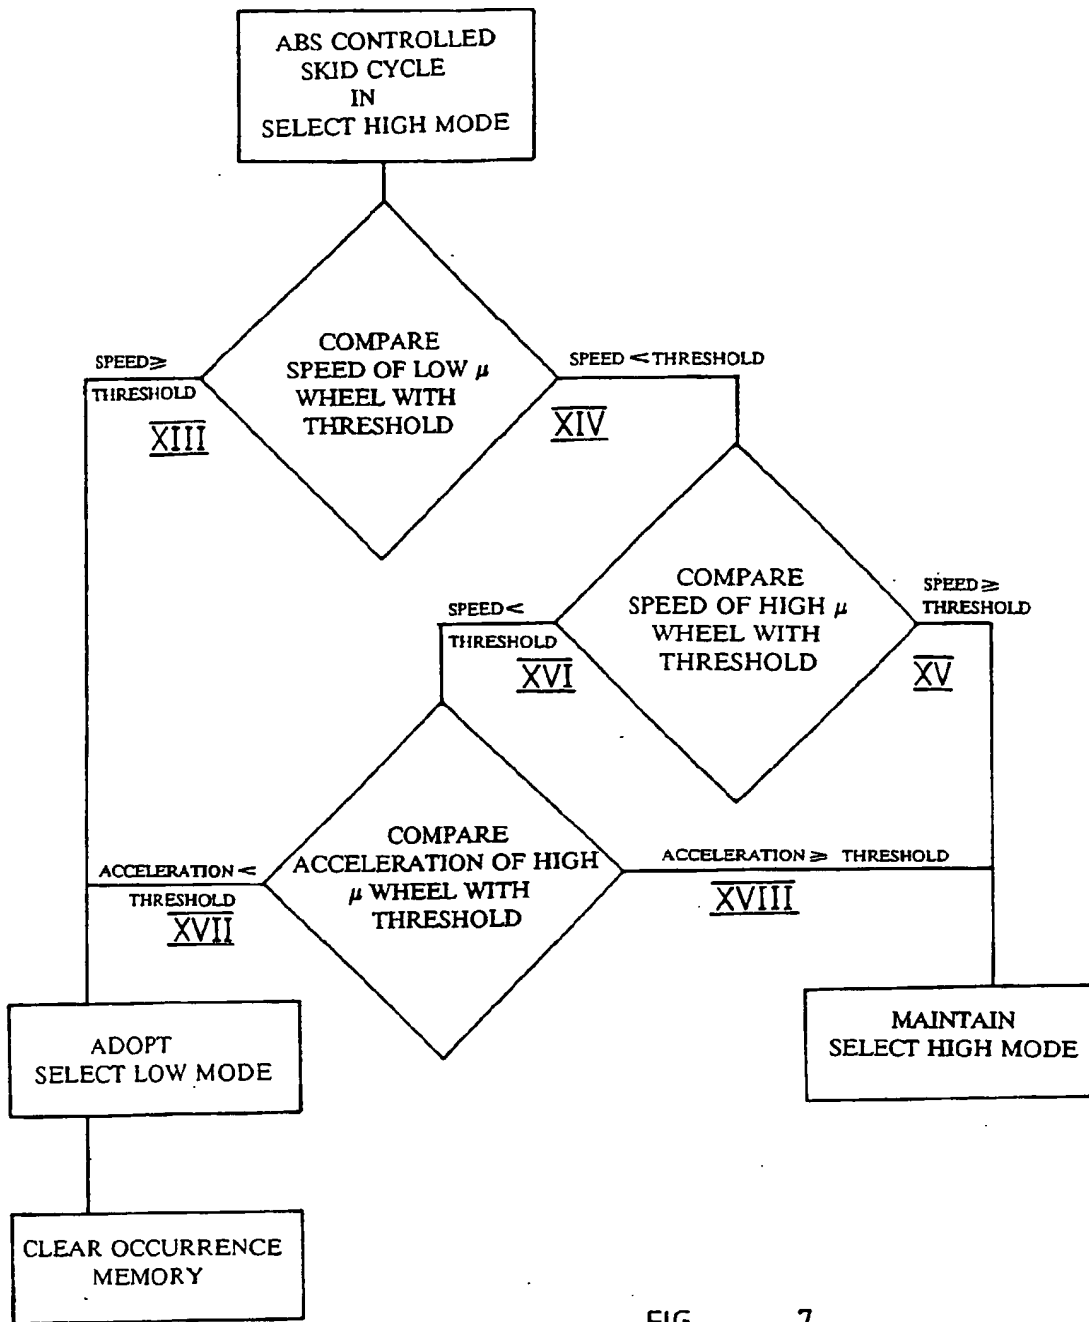 ABS CONTROLLED
SKID CYCLE
IN
SELECT HIGH MODE
COMPARE
SPEED OF LOW μ
WHEEL WITH
THRESHOLD
SPEED≥
THRESHOLD
XIII
SPEED < THRESHOLD
XIV
COMPARE
SPEED OF HIGH μ
WHEEL WITH
THRESHOLD
SPEED<
THRESHOLD
XVI
SPEED≥
THRESHOLD
XV
COMPARE
ACCELERATION OF HIGH
μ WHEEL WITH
THRESHOLD
ACCELERATION<
THRESHOLD
XVII
ACCELERATION ≥ THRESHOLD
XVIII
ADOPT
SELECT LOW MODE
MAINTAIN
SELECT HIGH MODE
CLEAR OCCURRENCE
MEMORY
FIG 7